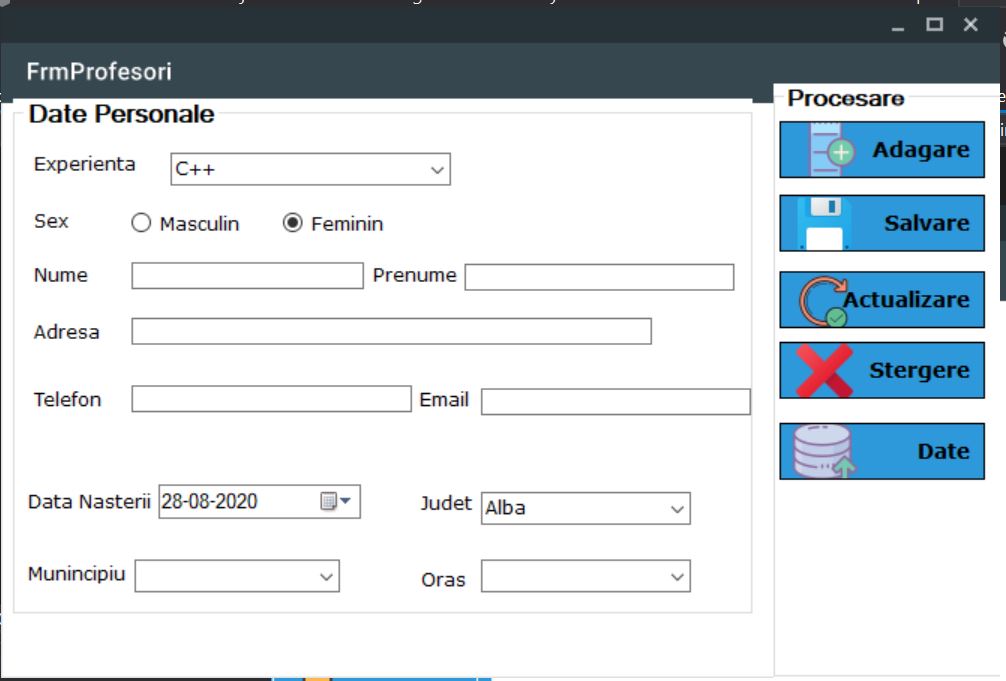 FrmProfesori
Date Personale
Experienta C++
Sex Masculin Feminin
Nume Prenume
Adresa
Telefon Email
Data Nasterii 28-08-2020 Judet Alba
Munincipiu Oras
Procesare
Adagare
Salvare
Actualizare
Stergere
Date